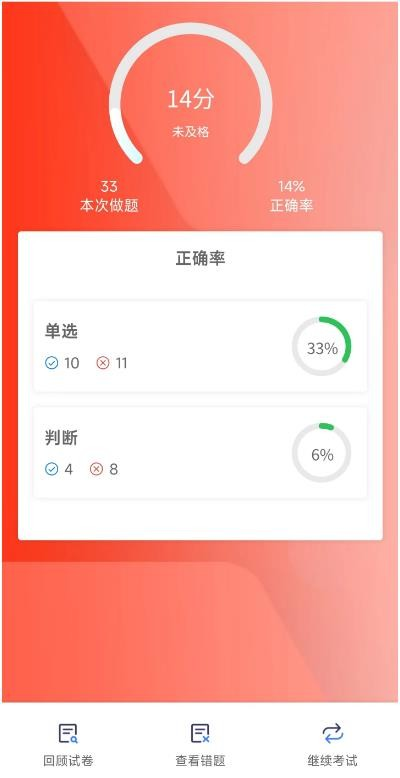 14分
未及格
33
14%
本次做题
正确率
正确率
单选
10 11
33%
判断
4 8
6%
回顾试卷
查看错题
继续考试